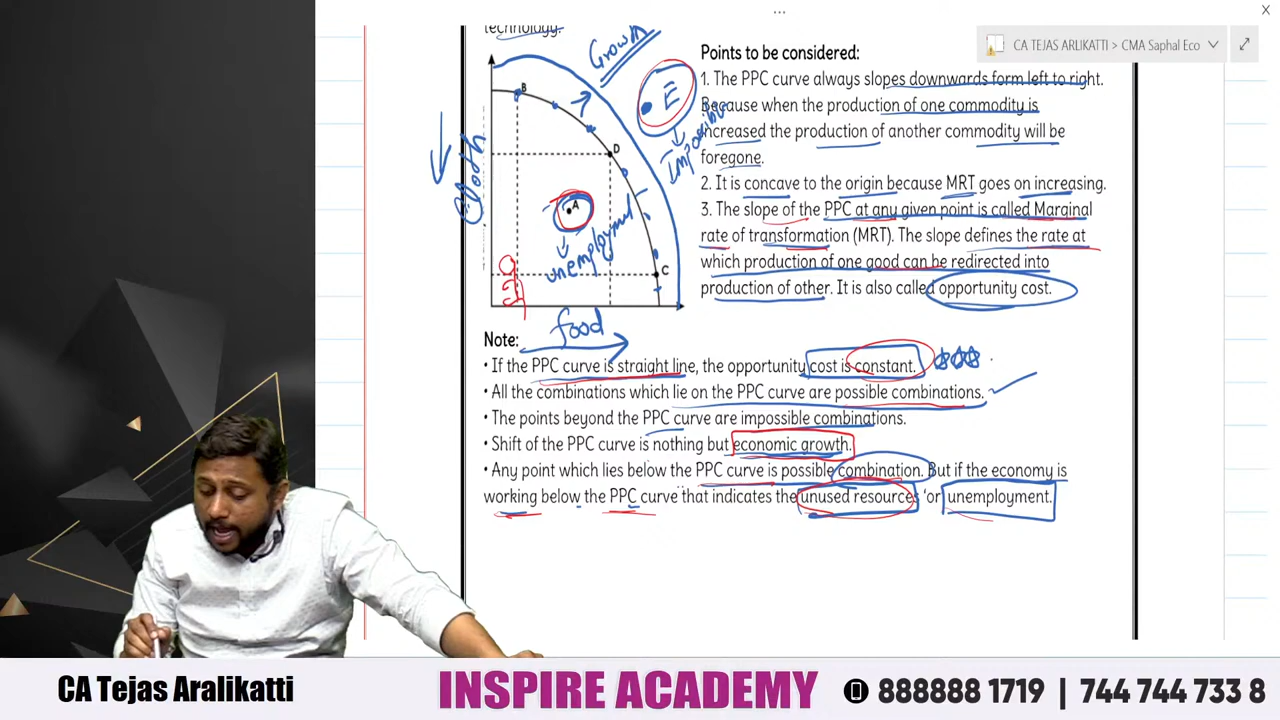 ...
X
CA TEJAS ARLIKATTI > CMA Saphal Eco
technology.
Growth
B
E
Impossible
D
Cloth
A
unemployment
C
food
Points to be considered:
1. The PPC curve always slopes downwards form left to right.
Because when the production of one commodity is
increased the production of another commodity will be
foregone.
2. It is concave to the origin because MRT goes on increasing.
3. The slope of the PPC at any given point is called Marginal
rate of transformation (MRT). The slope defines the rate at
which production of one good can be redirected into
production of other. It is also called opportunity cost.
Note:
• If the PPC curve is straight line, the opportunity cost is constant.
• All the combinations which lie on the PPC curve are possible combinations.
• The points beyond the PPC curve are impossible combinations.
• Shift of the PPC curve is nothing but economic growth.
• Any point which lies below the PPC curve is possible combination. But if the economy is
working below the PPC curve that indicates the unused resources 'or unemployment.
CA Tejas Aralikatti
INSPIRE ACADEMY
888888 1719 | 744 744 733 8